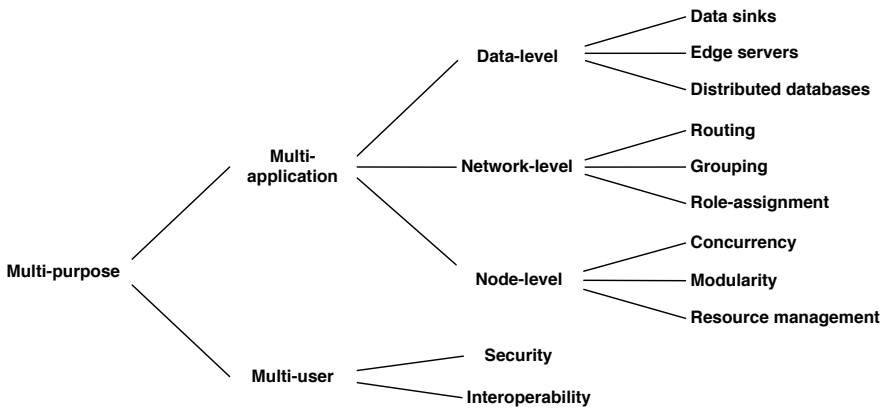 Data sinks
Data-level
Edge servers
Distributed databases
Routing
Multi-
application
Network-level
Grouping
Role-assignment
Concurrency
Multi-purpose
Node-level
Modularity
Resource management
Security
Multi-user
Interoperability